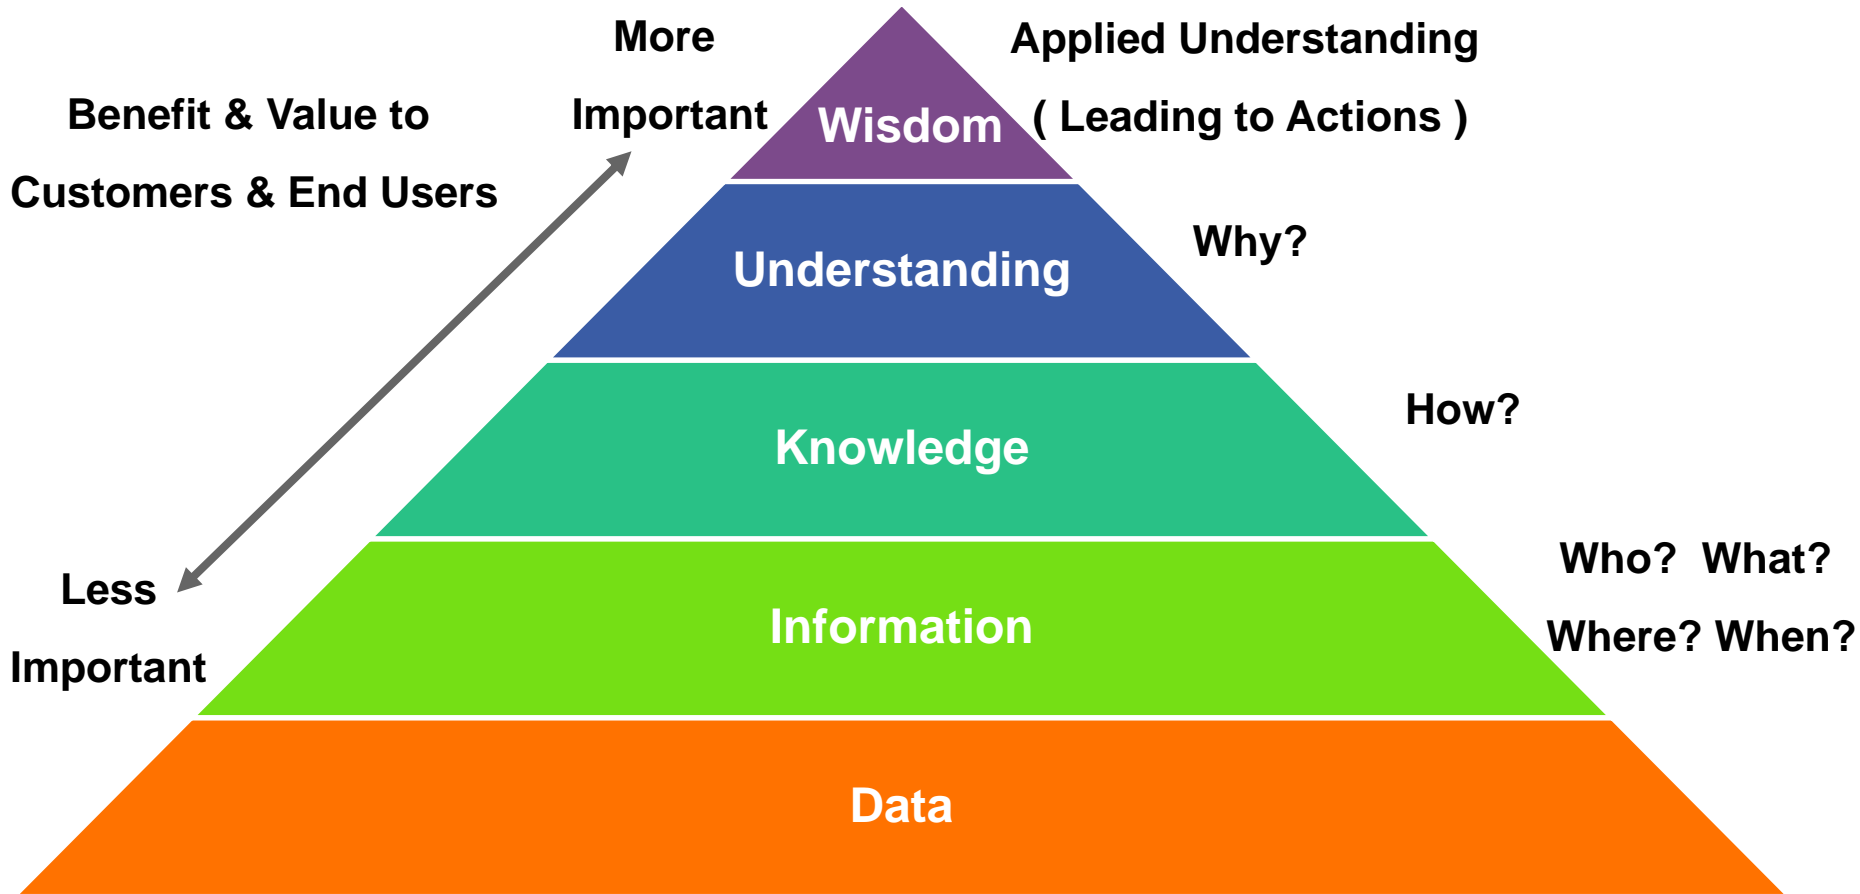 More
Important
Applied Understanding
( Leading to Actions )
Benefit & Value to
Customers & End Users
Wisdom
Why?
Understanding
How?
Knowledge
Who?  What?
Where? When?
Less
Important
Information
Data